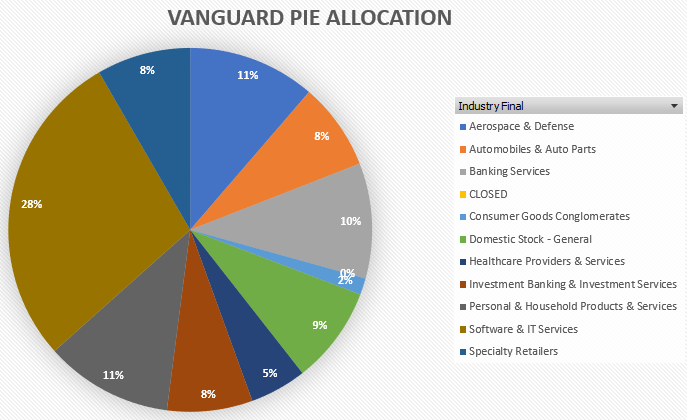 VANGUARD PIE ALLOCATION
8%
11%
8%
28%
10%
0%
2%
9%
5%
8%
11%
Industry Final
Aerospace & Defense
Automobiles & Auto Parts
Banking Services
CLOSED
Consumer Goods Conglomerates
Domestic Stock - General
Healthcare Providers & Services
Investment Banking & Investment Services
Personal & Household Products & Services
Software & IT Services
Specialty Retailers